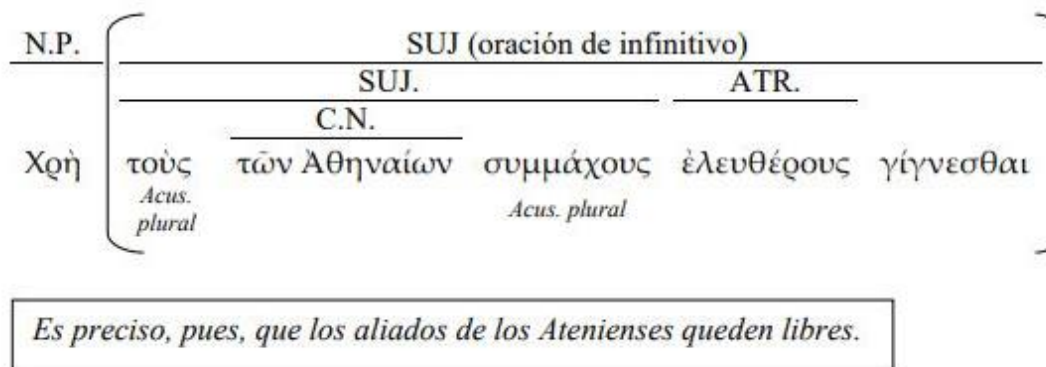 N.P. SUJ (oración de infinitivo)
SUJ. ATR.
C.N.
Χρὴ τοὺς τῶν Ἀθηναίων συμμάχους ἐλευθέρους γίγνεσθαι
Acus. plural Acus. plural
Es preciso, pues, que los aliados de los Atenienses queden libres.